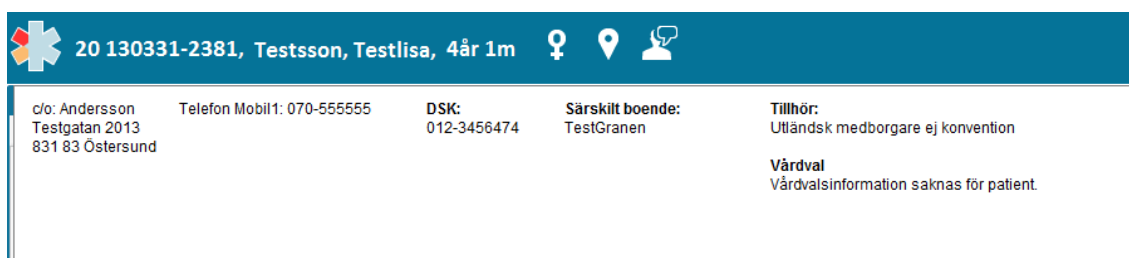 20 130331-2381, Testsson, Testlisa, 4år 1m
c/o: Andersson
Testgatan 2013
831 83 Östersund
Telefon Mobil1: 070-555555
DSK:
012-3456474
Särskilt boende:
TestGranen
Tillhör:
Utländsk medborgare ej konvention
Vårdval
Vårdvalsinformation saknas för patient.